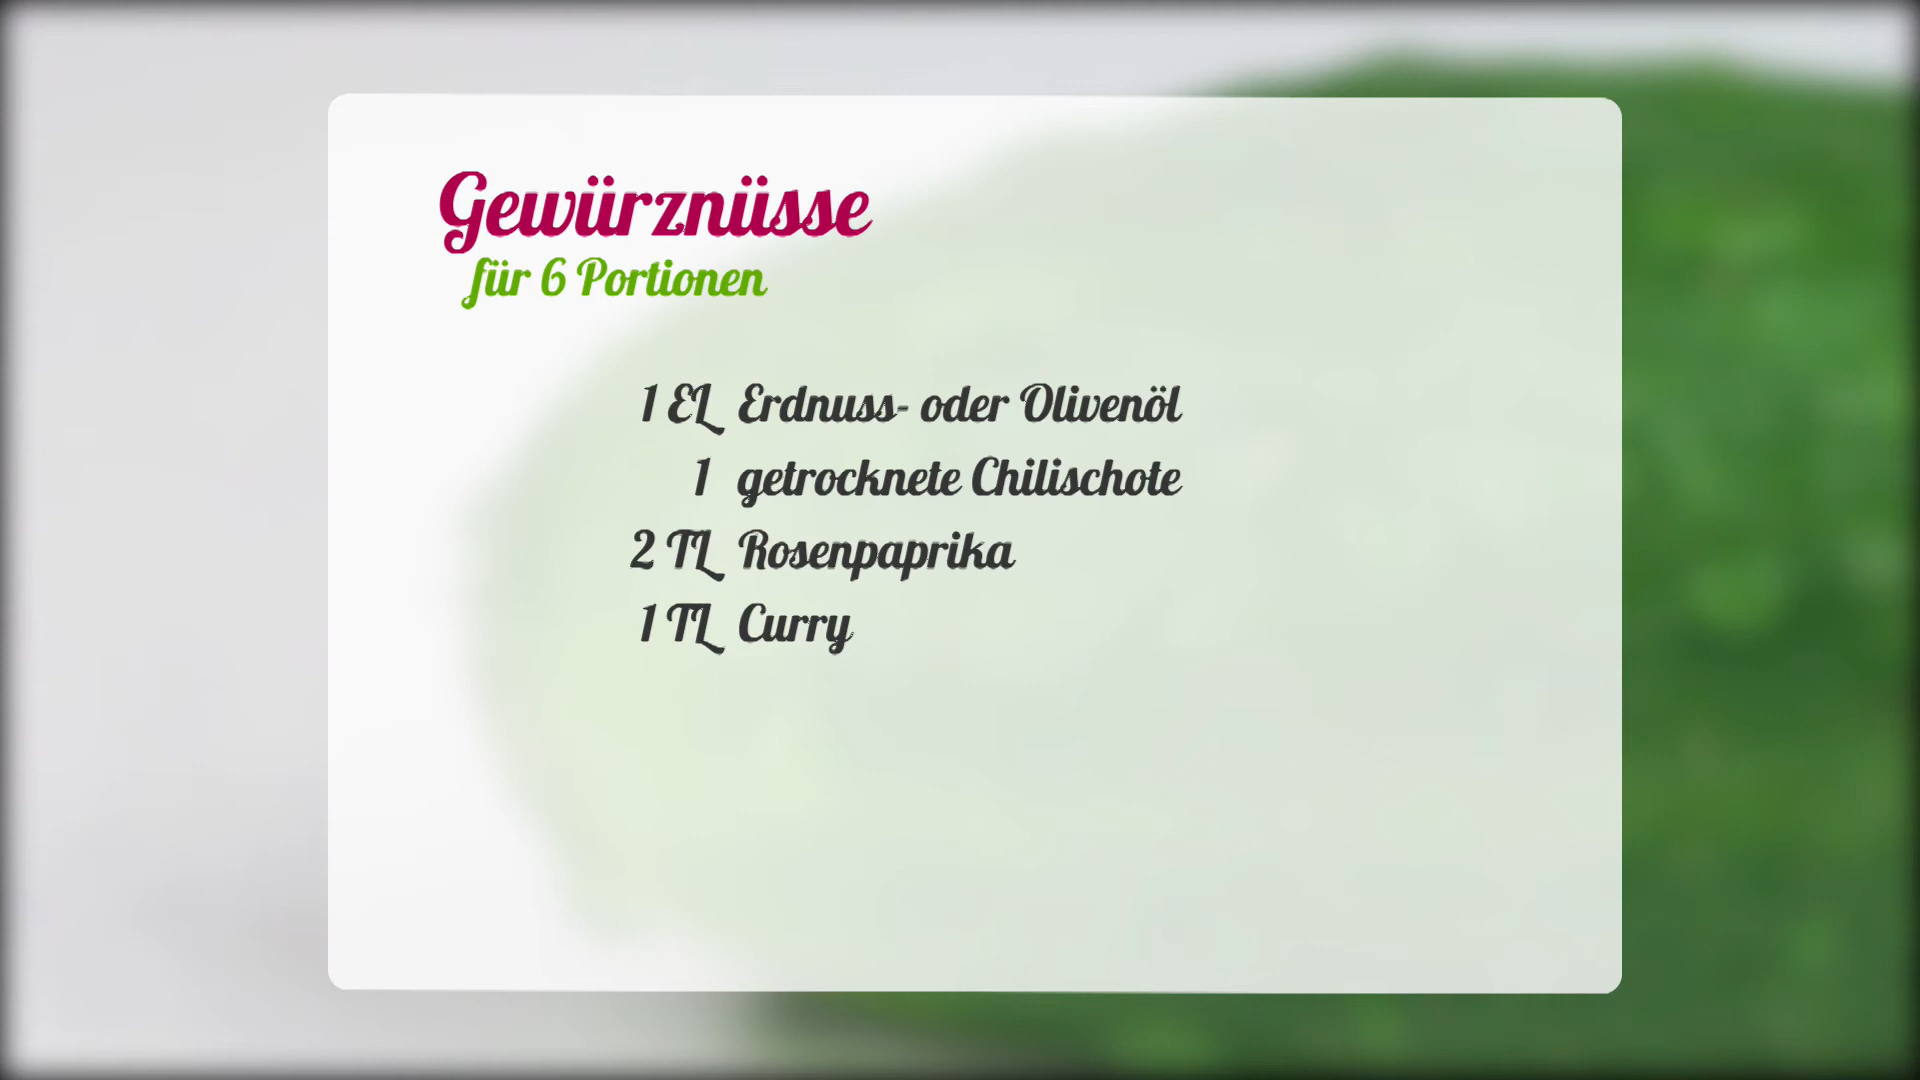 Gewürznüsse
für 6 Portionen
1 EL Erdnuss- oder Olivenöl
1 getrocknete Chilischote
2 TL Rosenpaprika
1 TL Curry